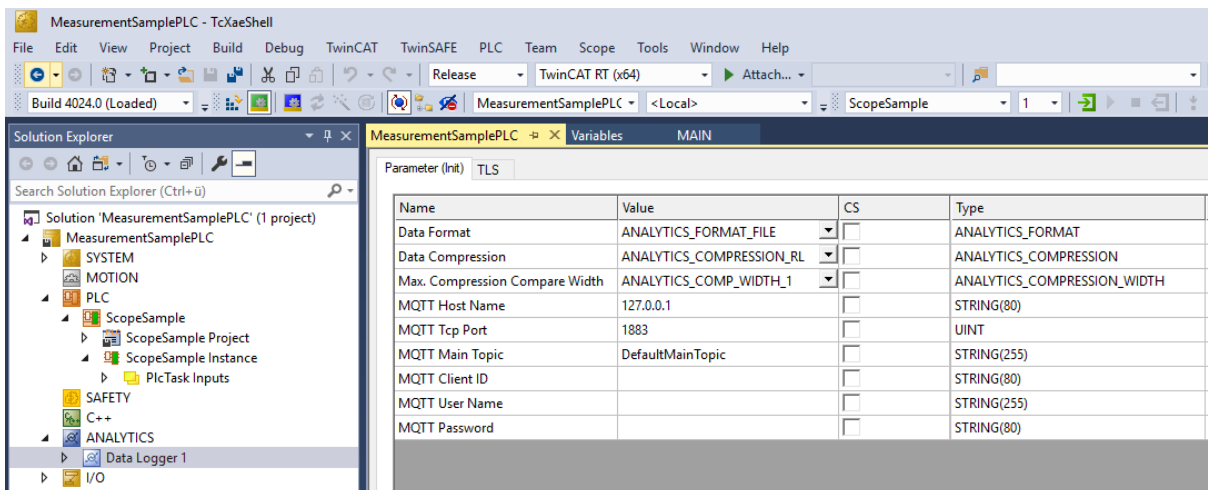 MeasurementSamplePLC - TcXaeShell
File Edit View Project Build Debug TwinCAT TwinSAFE PLC Team Scope Tools Window Help
Release TwinCAT RT (x64) Attach...
Build 4024.0 (Loaded) MeasurementSamplePL( <Local> ScopeSample 1
Solution Explorer
MeasurementSamplePLC Variables MAIN
Parameter (Init) TLS
Search Solution Explorer (Ctrl+ü)
Solution 'MeasurementSamplePLC' (1 project)
MeasurementSamplePLC
SYSTEM
MOTION
PLC
ScopeSample
ScopeSample Project
ScopeSample Instance
PlcTask Inputs
SAFETY
C++
ANALYTICS
Data Logger 1
I/O
Name Value CS Type
Data Format ANALYTICS_FORMAT_FILE ANALYTICS_FORMAT
Data Compression ANALYTICS_COMPRESSION_RL ANALYTICS_COMPRESSION
Max. Compression Compare Width ANALYTICS_COMP_WIDTH_1 ANALYTICS_COMPRESSION_WIDTH
MQTT Host Name 127.0.0.1 STRING(80)
MQTT Tcp Port 1883 UINT
MQTT Main Topic DefaultMainTopic STRING(255)
MQTT Client ID STRING(80)
MQTT User Name STRING(255)
MQTT Password STRING(80)